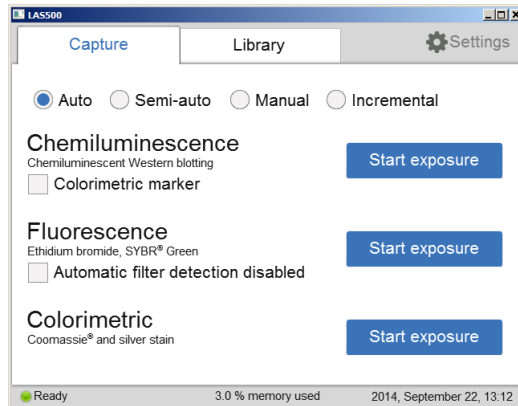 LAS500
Capture
Library
Settings
Auto
Semi-auto
Manual
Incremental
Chemiluminescence
Chemiluminescent Western blotting
Start exposure
Colorimetric marker
Fluorescence
Ethidium bromide, SYBR® Green
Start exposure
Automatic filter detection disabled
Colorimetric
Coomassie® and silver stain
Start exposure
Ready
3.0 % memory used
2014, September 22, 13:12